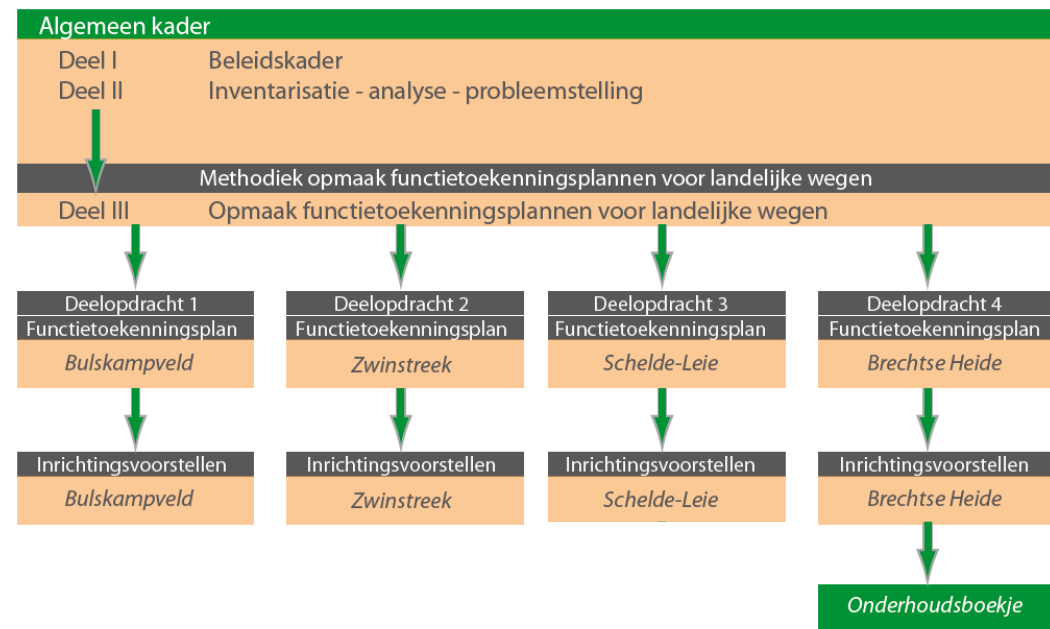 Algemeen kader
Deel I Beleidskader
Deel II Inventarisatie - analyse - probleemstelling
Methodiek opmaak functietoekenningsplannen voor landelijke wegen
Deel III Opmaak functietoekenningsplannen voor landelijke wegen
Deelopdracht 1
Functietoekenningsplan
Bulskampveld
Deelopdracht 2
Functietoekenningsplan
Zwinstreek
Deelopdracht 3
Functietoekenningsplan
Schelde-Leie
Deelopdracht 4
Functietoekenningsplan
Brechtse Heide
Inrichtingsvoorstellen
Bulskampveld
Inrichtingsvoorstellen
Zwinstreek
Inrichtingsvoorstellen
Schelde-Leie
Inrichtingsvoorstellen
Brechtse Heide
Onderhoudsboekje